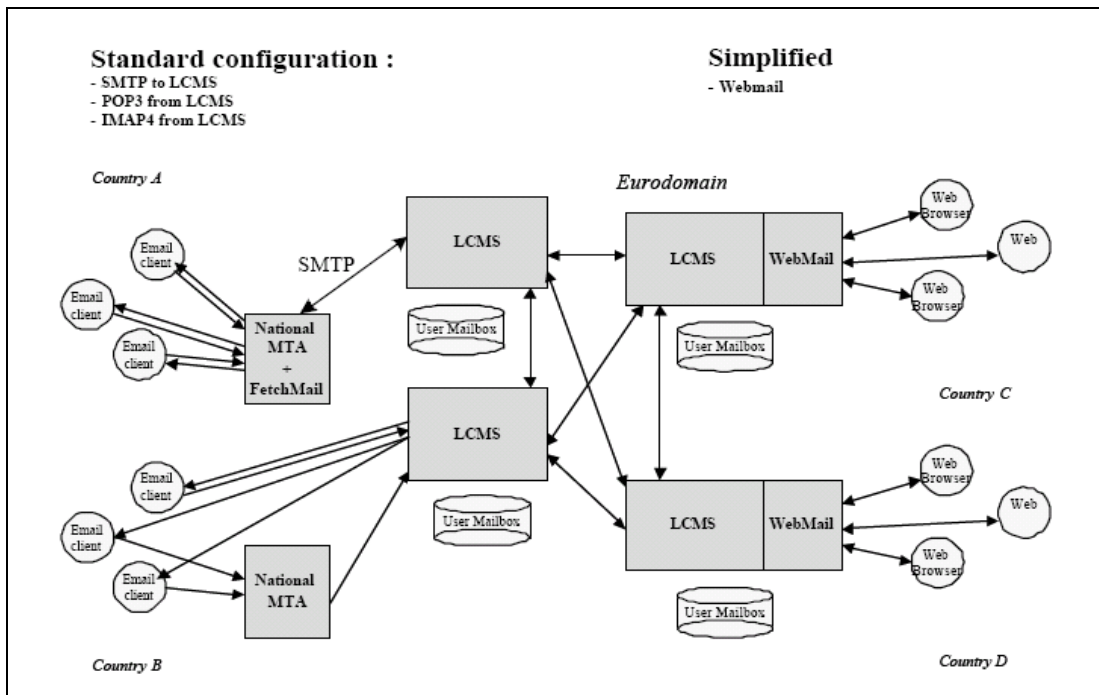 Standard configuration :
- SMTP to LCMS
- POP3 from LCMS
- IMAP4 from LCMS
Simplified
- Webmail
Country A
Eurodomain
Email
client
Email
client
Email
client
SMTP
National
MTA
+
FetchMail
LCMS
User Mailbox
LCMS
WebMail
User Mailbox
Web
Browser
Web
Web
Browser
Country C
LCMS
User Mailbox
Email
client
Email
client
Email
client
National
MTA
Country B
LCMS
WebMail
User Mailbox
Web
Browser
Web
Web
Browser
Country D